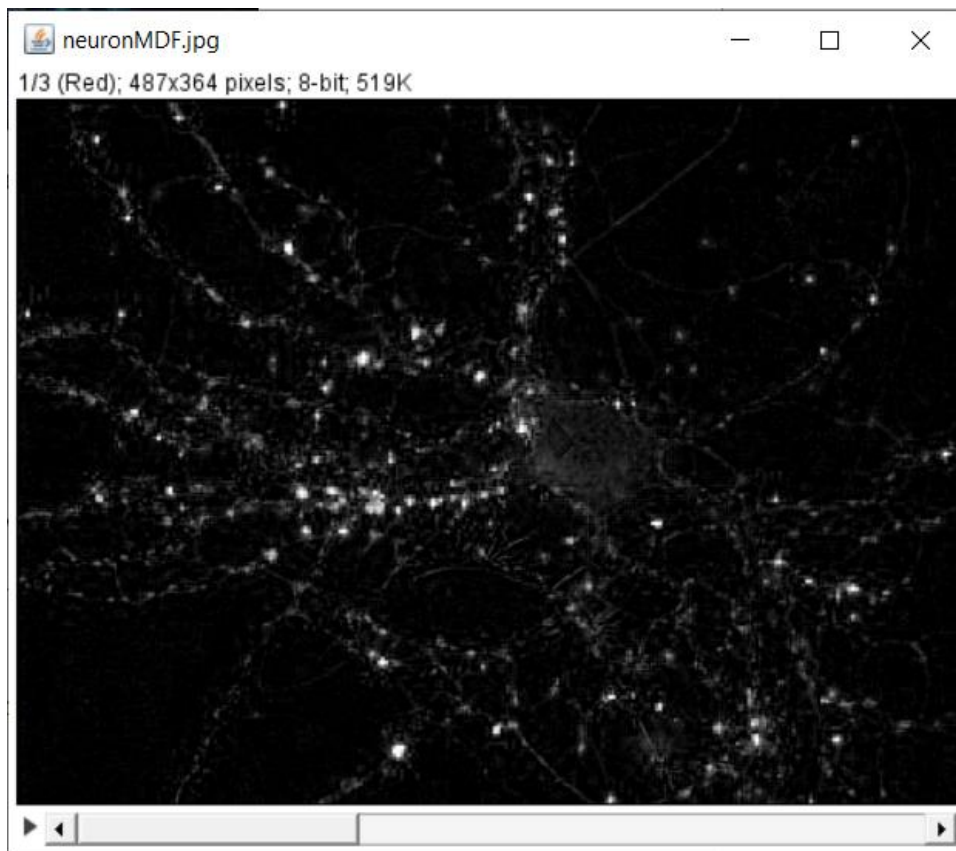 neuronMDF.jpg
1/3 (Red); 487x364 pixels; 8-bit; 519K